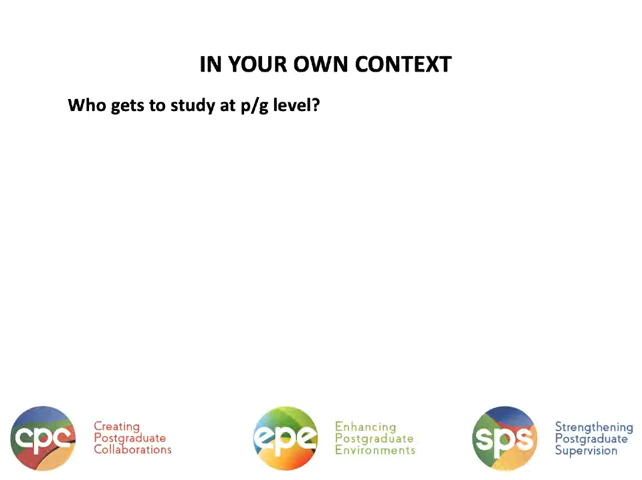 IN YOUR OWN CONTEXT
Who gets to study at p/g level?
cpc
Creating
Postgraduate
Collaborations
epe
Enhancing
Postgraduate
Environments
sps
Strengthening
Postgraduate
Supervision